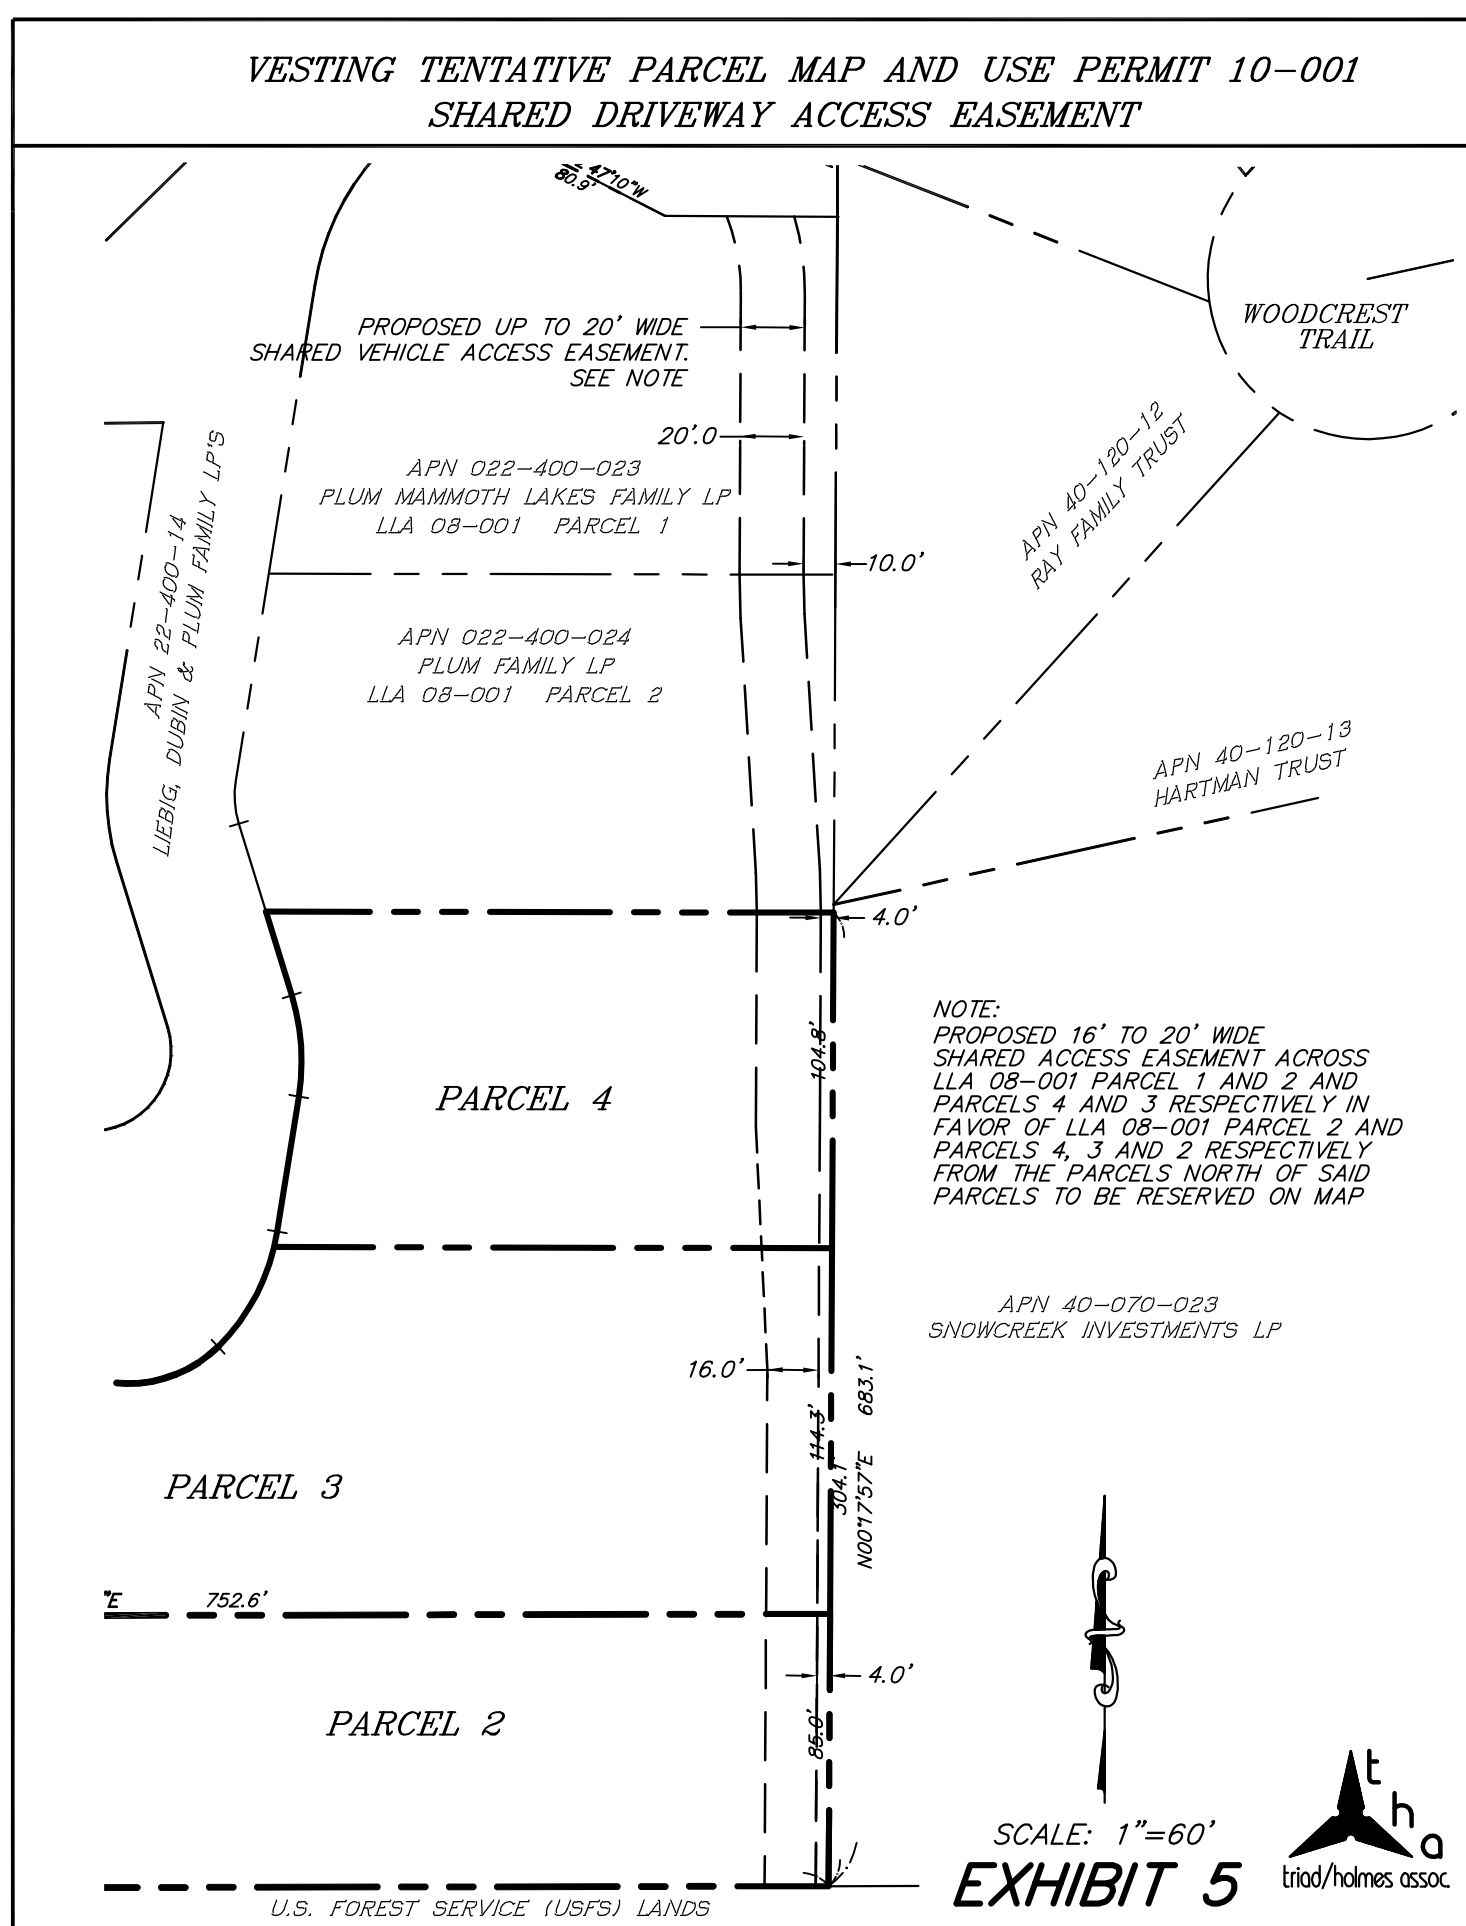 VESTING TENTATIVE PARCEL MAP AND USE PERMIT 10-001
SHARED DRIVEWAY ACCESS EASEMENT
47'10"W
80.9'
WOODCREST
TRAIL
PROPOSED UP TO 20' WIDE
SHARED VEHICLE ACCESS EASEMENT.
SEE NOTE
20'.0
APN 022-400-023
PLUM MAMMOTH LAKES FAMILY LP
LLA 08-001 PARCEL 1
APN 40-120-12
RAY FAMILY TRUST
APN 22-400-14
LIEBIG, DUBIN & PLUM FAMILY LP'S
10.0'
APN 022-400-024
PLUM FAMILY LP
LLA 08-001 PARCEL 2
APN 40-120-13
HARTMAN TRUST
4.0'
104.8'
PARCEL 4
NOTE:
PROPOSED 16' TO 20' WIDE
SHARED ACCESS EASEMENT ACROSS
LLA 08-001 PARCEL 1 AND 2 AND
PARCELS 4 AND 3 RESPECTIVELY IN
FAVOR OF LLA 08-001 PARCEL 2 AND
PARCELS 4, 3 AND 2 RESPECTIVELY
FROM THE PARCELS NORTH OF SAID
PARCELS TO BE RESERVED ON MAP
APN 40-070-023
SNOWCREEK INVESTMENTS LP
16.0'
114.3'
304.1'
N00°17'57"E 683.1'
PARCEL 3
"E 752.6'
4.0'
PARCEL 2
85.0'
SCALE: 1"=60'
EXHIBIT 5
t
h
a
triad/holmes assoc.
U.S. FOREST SERVICE (USFS) LANDS